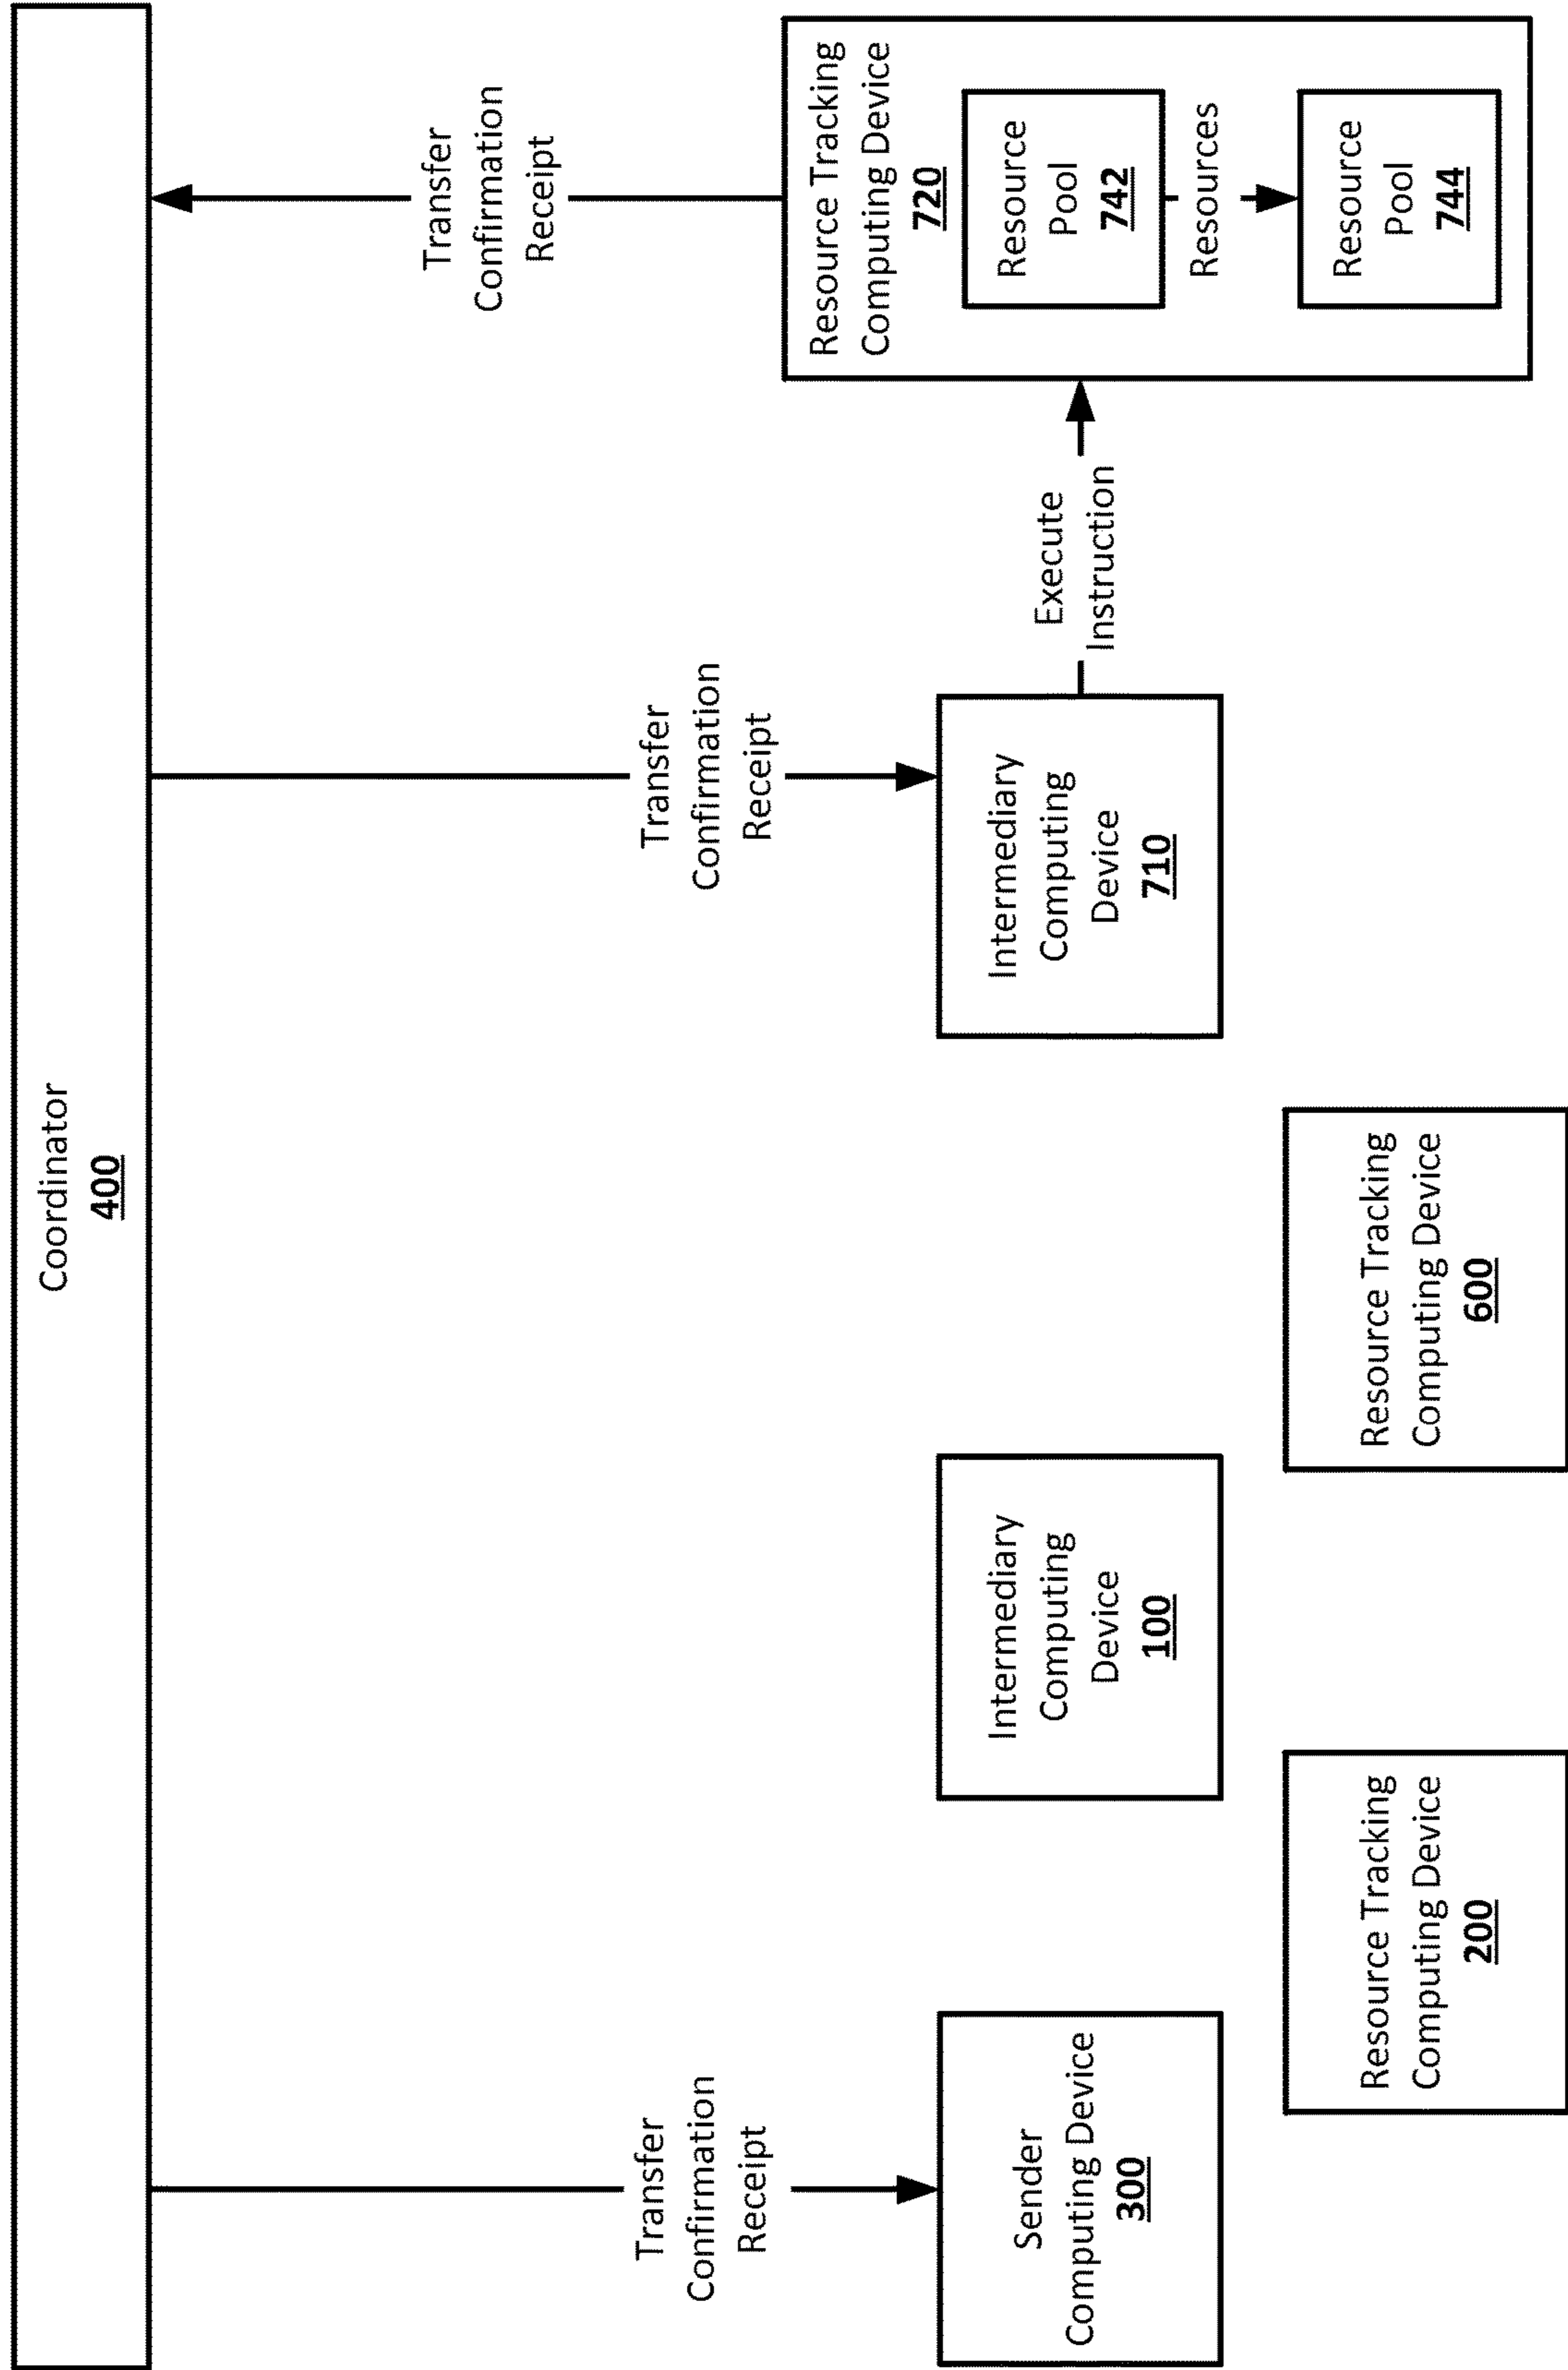 Coordinator
400
Transfer
Confirmation
Receipt
Transfer
Confirmation
Receipt
Transfer
Confirmation
Receipt
Sender
Computing Device
300
Intermediary
Computing
Device
100
Intermediary
Computing
Device
710
Execute
Instruction
Resource Tracking
Computing Device
720
Resource
Pool
742
Resources
Resource
Pool
744
Resource Tracking
Computing Device
200
Resource Tracking
Computing Device
600